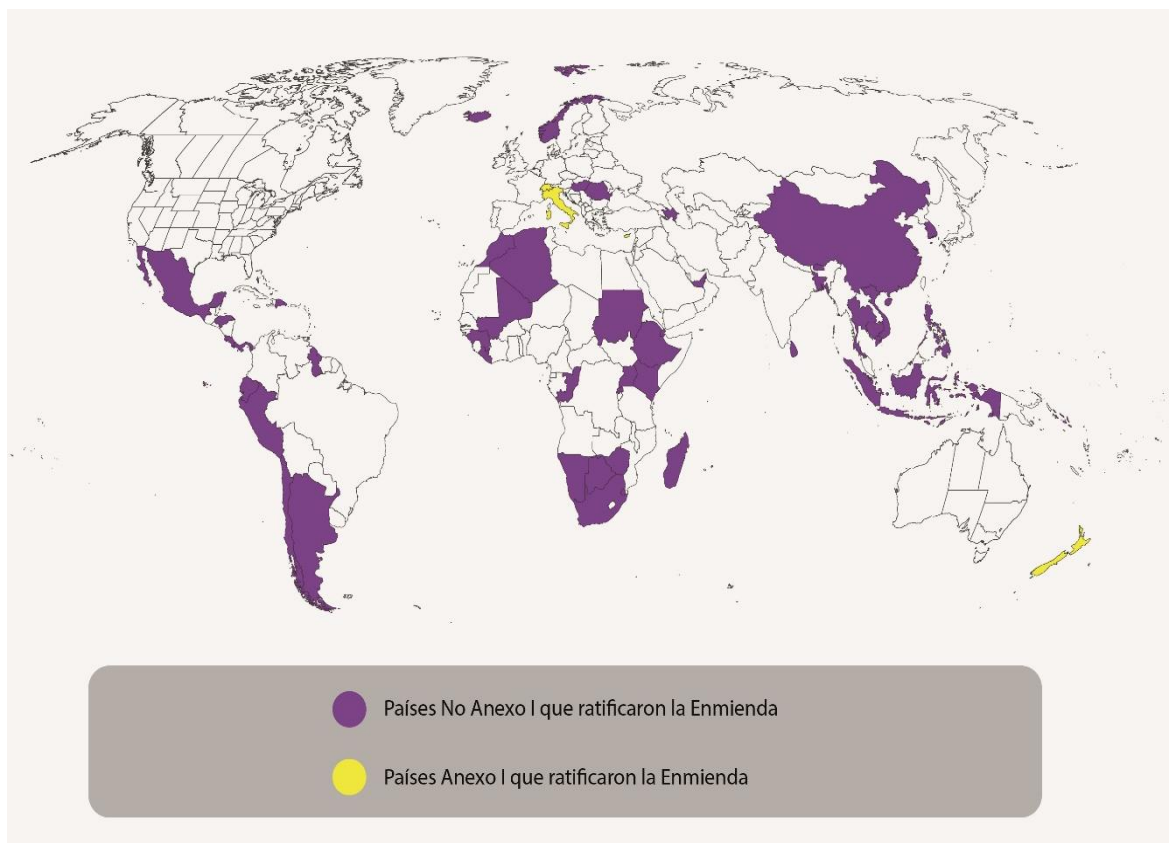 Países No Anexo I que ratificaron la Enmienda
Países Anexo I que ratificaron la Enmienda